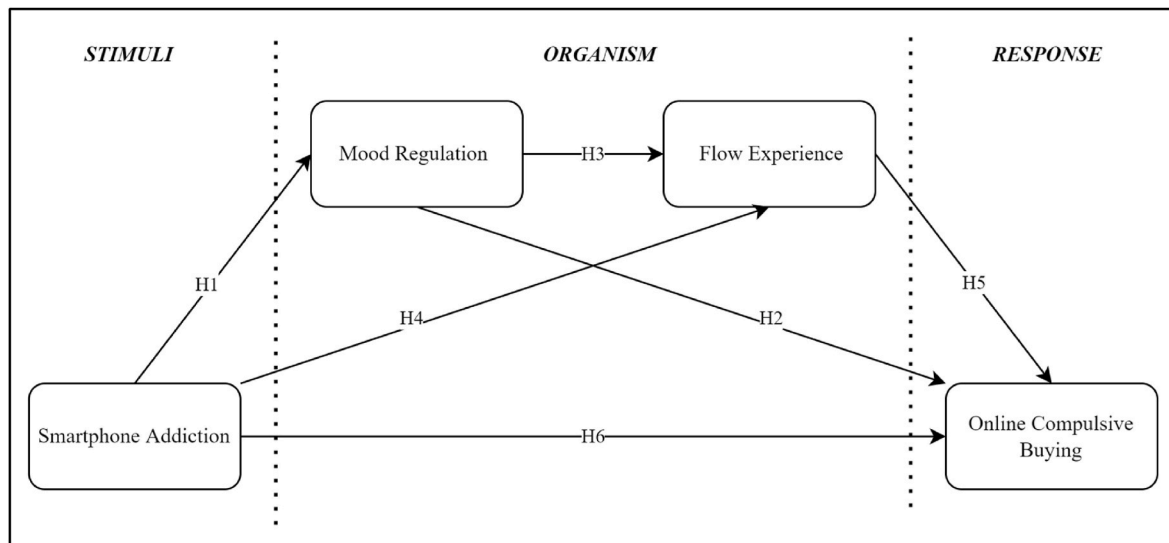 STIMULI
ORGANISM
RESPONSE
Mood Regulation
H3
Flow Experience
H1
H4
H2
H5
Smartphone Addiction
H6
Online Compulsive
Buying